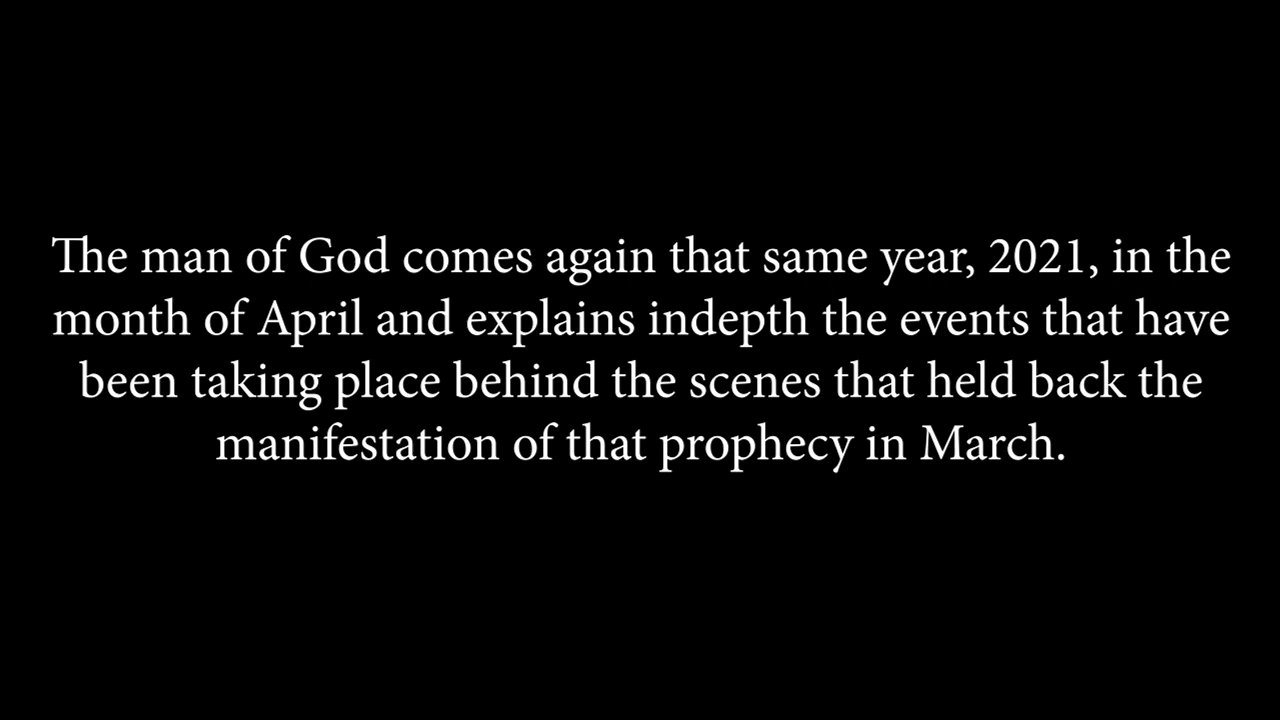 The man of God comes again that same year, 2021, in the
month of April and explains indepth the events that have
been taking place behind the scenes that held back the
manifestation of that prophecy in March.